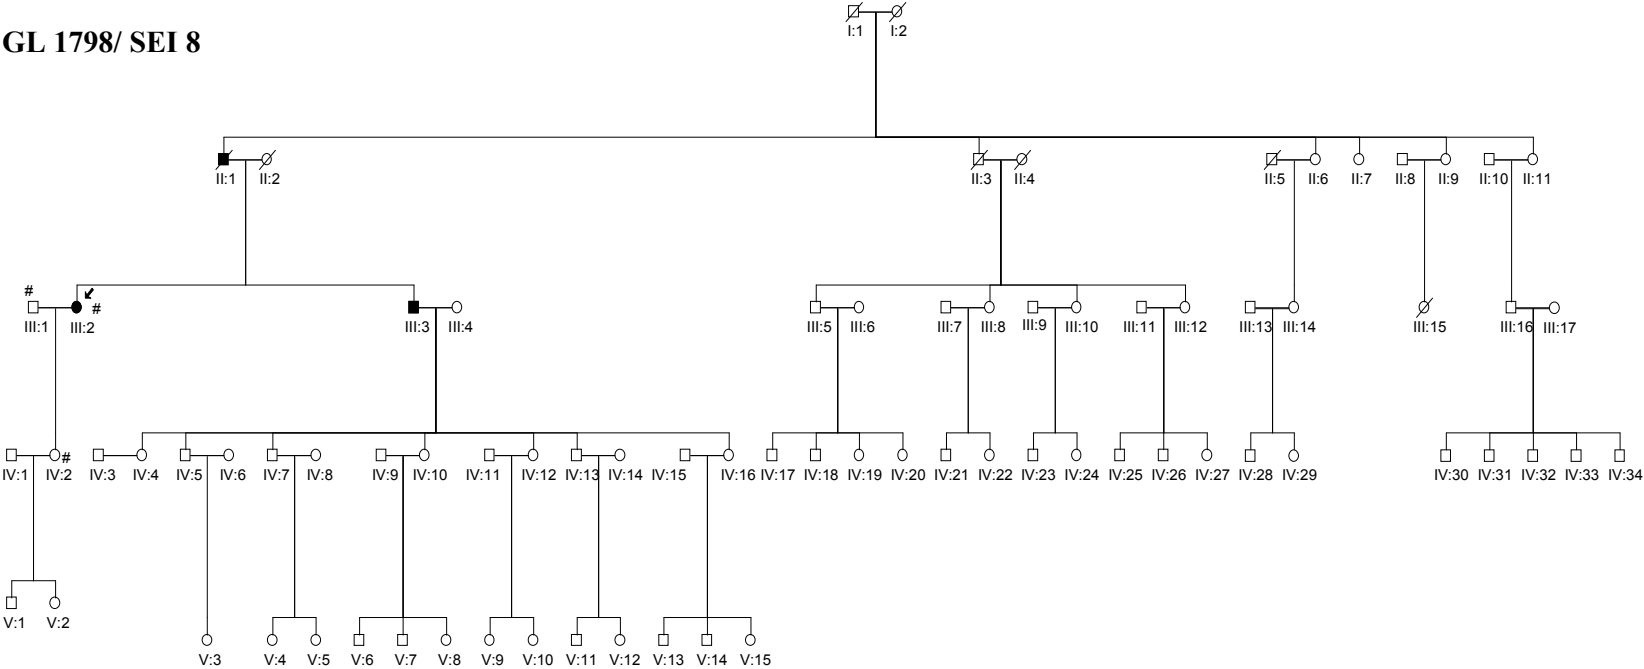 I:1 I:2
GL 1798/ SEI 8
II:1 II:2 II:3 II:4 II:5 II:6 II:7 II:8 II:9 II:10 II:11
#
#
III:1 III:2 III:3 III:4 III:5 III:6 III:7 III:8 III:9 III:10 III:11 III:12 III:13 III:14 III:15 III:16 III:17
#
IV:1 IV:2 IV:3 IV:4 IV:5 IV:6 IV:7 IV:8 IV:9 IV:10 IV:11 IV:12 IV:13 IV:14 IV:15 IV:16 IV:17 IV:18 IV:19 IV:20 IV:21 IV:22 IV:23 IV:24 IV:25 IV:26 IV:27 IV:28 IV:29 IV:30 IV:31 IV:32 IV:33 IV:34
V:1 V:2
V:3 V:4 V:5 V:6 V:7 V:8 V:9 V:10 V:11 V:12 V:13 V:14 V:15